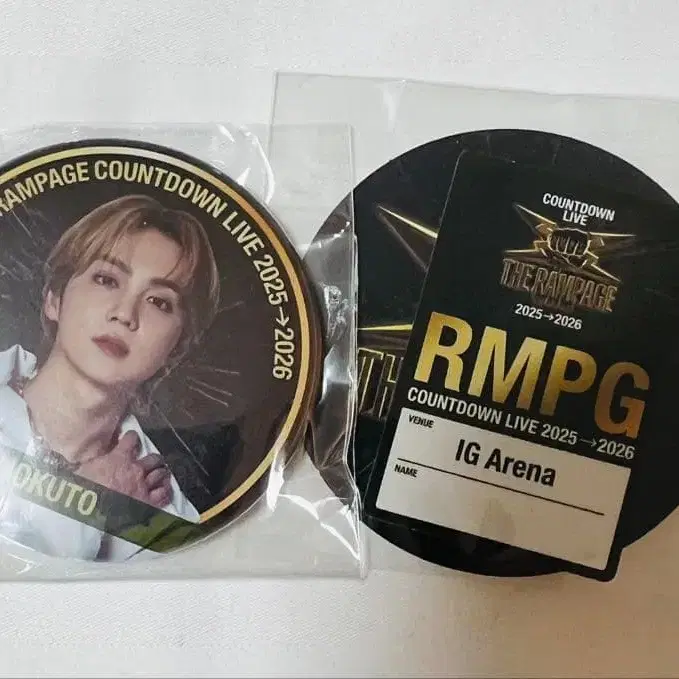 RAMPAGE COUNTDOWN LIVE 2025→2026
OKUTO
COUNTDOWN
LIVE
THE RAMPAGE
2025→2026
RMPG
COUNTDOWN LIVE 2025→2026
VENUE
IG Arena
NAME
TH